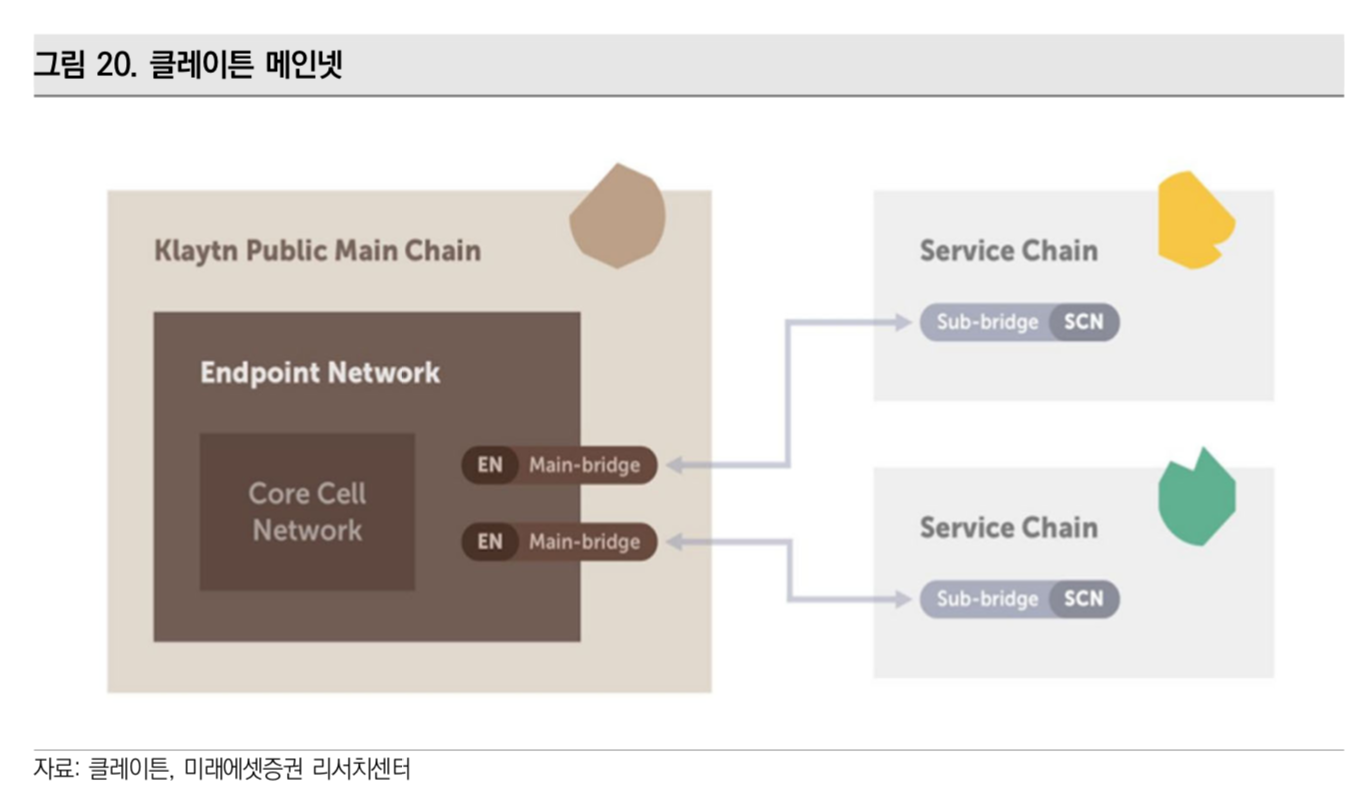 그림 20. 클레이튼 메인넷
Klaytn Public Main Chain
Endpoint Network
Core Cell
Network
EN Main-bridge
EN Main-bridge
Service Chain
Sub-bridge SCN
Service Chain
Sub-bridge SCN
자료: 클레이튼, 미래에셋증권 리서치센터